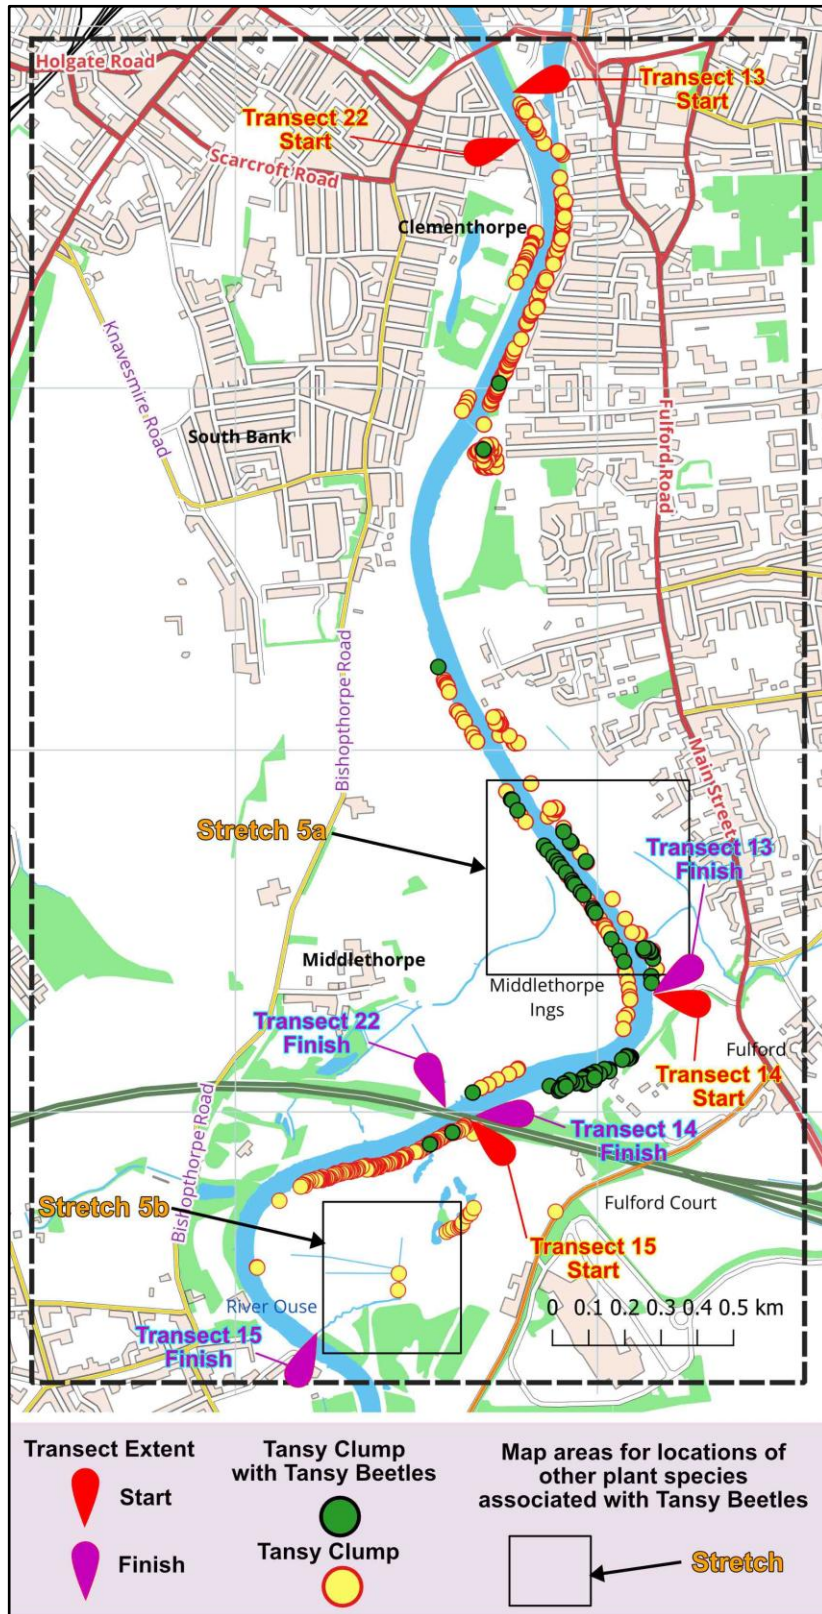 Holgate Road
Transect 13
Start
Transect 22
Start
Scarcroft Road
Clementhorpe
Knavesmire Road
South Bank
Fulford Road
Bishopthorpe Road
Main Street
Stretch 5a
Transect 13
Finish
Middlethorpe
Middlethorpe
Ings
Transect 22
Finish
Fulford
Transect 14
Start
Bishopthorpe Road
Transect 14
Finish
Stretch 5b
Fulford Court
Transect 15
Start
River Ouse
0 0.1 0.2 0.3 0.4 0.5 km
Transect 15
Finish
Transect Extent
Start
Finish
Tansy Clump
with Tansy Beetles
Tansy Clump
Map areas for locations of
other plant species
associated with Tansy Beetles
Stretch